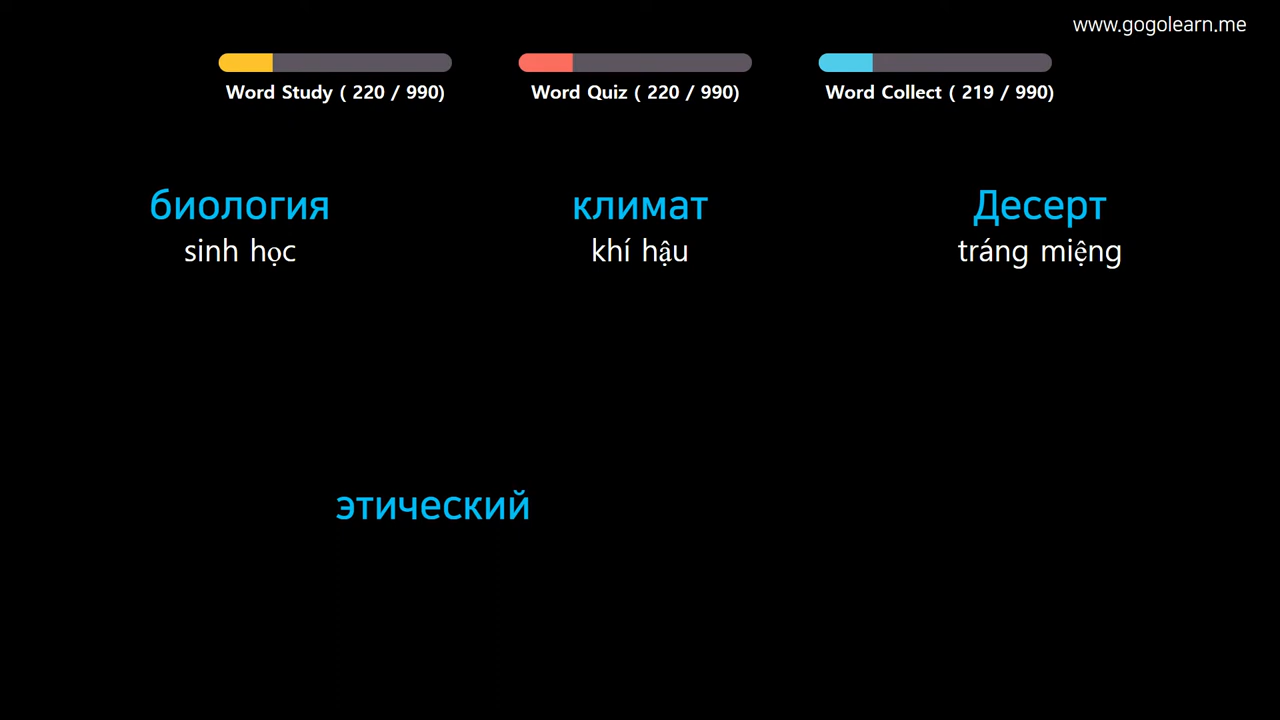 www.gogolearn.me
Word Study ( 220 / 990)
Word Quiz ( 220 / 990)
Word Collect ( 219 / 990)
биология
климат
Десерт
sinh học
khí hậu
tráng miệng
этический